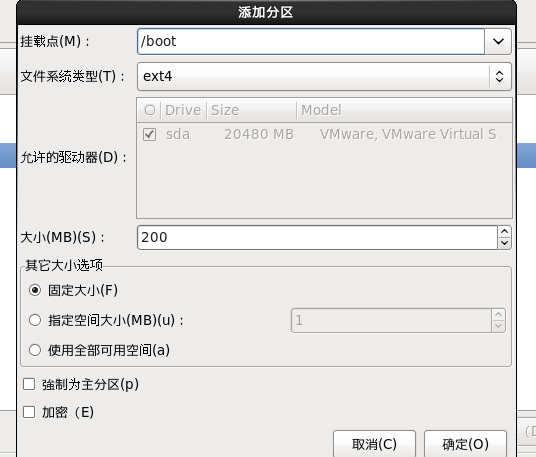 添加分区
挂载点(M)：
/boot
文件系统类型(T)：
ext4
允许的驱动器(D)：
Drive Size Model
sda 20480 MB VMware, VMware Virtual S
大小(MB)(S)：
200
其它大小选项
固定大小(F)
指定空间大小(MB)(u)：
1
使用全部可用空间(a)
強制为主分区(p)
加密（E)
取消(C) 确定(O)